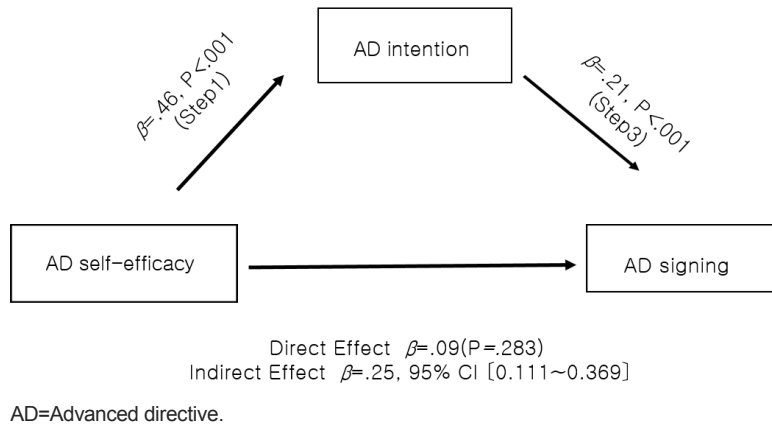 AD intention
β=.46, P<.001
(Step1)
β=.21, P<.001
(Step3)
AD self-efficacy
AD signing
Direct Effect β=.09(P=.283)
Indirect Effect β=.25, 95% CI [0.111~0.369]
AD=Advanced directive.